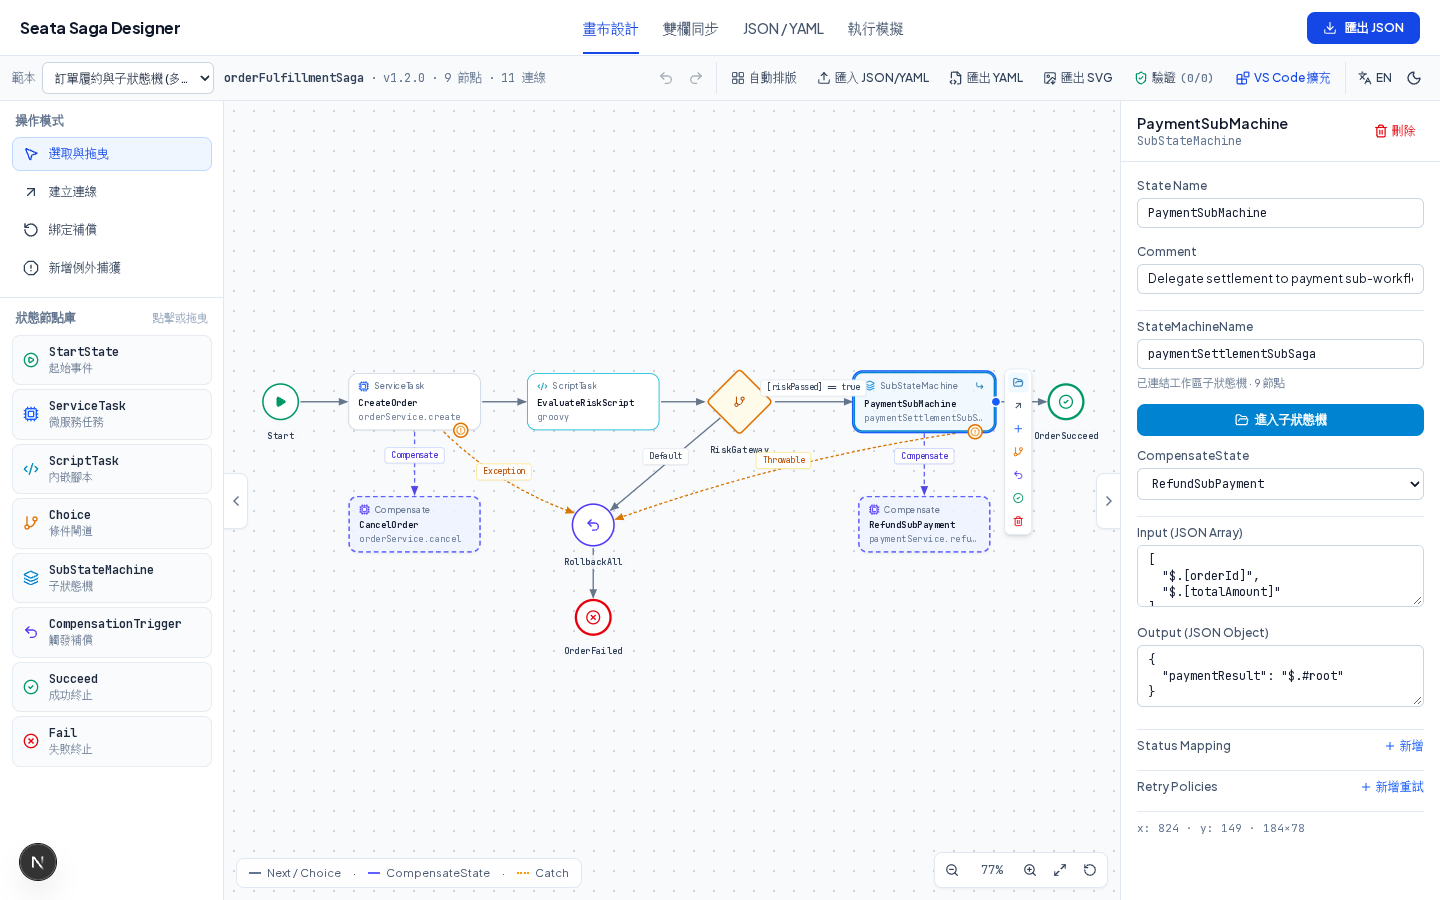 Seata Saga Designer
畫布設計
雙欄同步
JSON / YAML
執行模擬
匯出 JSON
範本
訂單履約與子狀態機 (多…
orderFulfillmentSaga · v1.2.0 · 9 節點 · 11 連線
自動排版
匯入 JSON/YAML
匯出 YAML
匯出 SVG
驗證 (0/0)
VS Code擴充
EN
操作模式
選取與拖曳
建立連線
綁定補償
新增例外捕獲
狀態節點庫
點擊或拖曳
StartState
起始事件
ServiceTask
微服務任務
ScriptTask
內嵌腳本
Choice
條件閘道
SubStateMachine
子狀態機
CompensationTrigger
觸發補償
Succeed
成功終止
Fail
失敗終止
N
Start
ServiceTask
CreateOrder
orderService.create
ScriptTask
EvaluateRiskScript
groovy
RiskGateway
[riskPassed] == true
SubStateMachine
PaymentSubMachine
paymentSettlementSubS…
OrderSucceed
Compensate
Exception
Default
Throwable
Compensate
Compensate
CancelOrder
orderService.cancel
RollbackAll
Compensate
RefundSubPayment
paymentService.refu…
OrderFailed
Next / Choice · CompensateState · Catch
77%
PaymentSubMachine
SubStateMachine
刪除
State Name
PaymentSubMachine
Comment
Delegate settlement to payment sub-workfl
StateMachineName
paymentSettlementSubSaga
已連結工作區子狀態機 · 9 節點
進入子狀態機
CompensateState
RefundSubPayment
Input (JSON Array)
[
"$.[orderId]",
"$.[totalAmount]"
]
Output (JSON Object)
{
"paymentResult": "$.#root"
}
Status Mapping
新增
Retry Policies
新增重試
x: 824 · y: 149 · 184×78